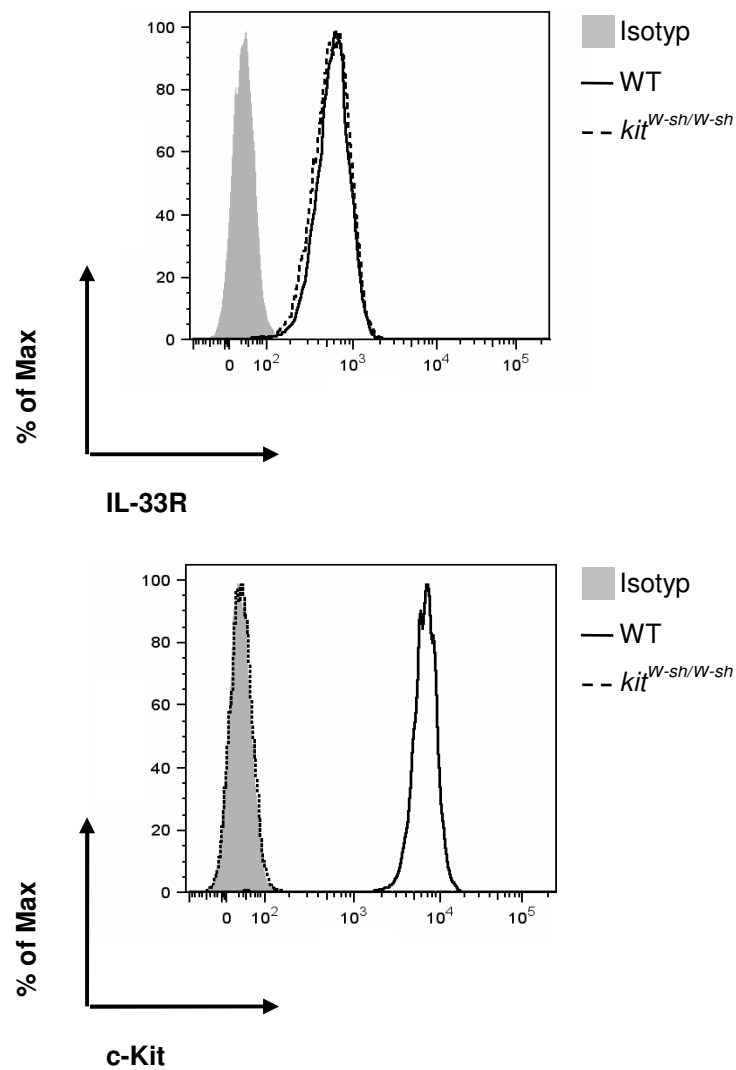 100
80
60
40
20
0
0 10² 10³ 10⁴ 10⁵
% of Max
IL-33R
Isotyp
WT
kit^W-sh/W-sh
100
80
60
40
20
0
0 10² 10³ 10⁴ 10⁵
% of Max
c-Kit
Isotyp
WT
kit^W-sh/W-sh